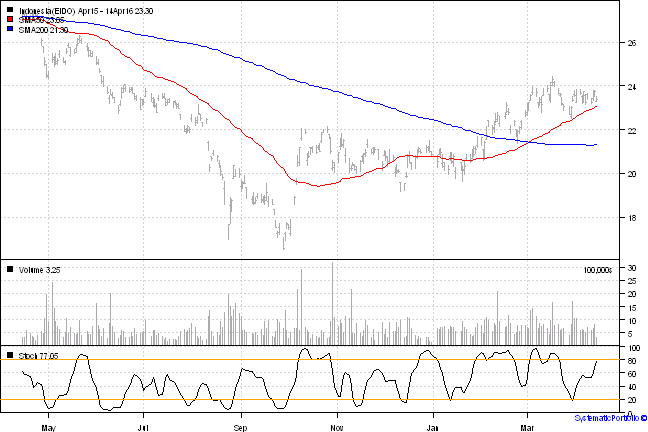 Indonesia(EIDO) Apr15 - 14Apr16 23.30
SMA50 23.05
SMA200 21.30
26
24
22
20
18
Volume 3.25
100,000s
30
25
20
15
10
5
Stoch 77.05
100
80
60
40
20
0
May
Jul
Sep
Nov
Jan
Mar
SystematicPortfolio ©